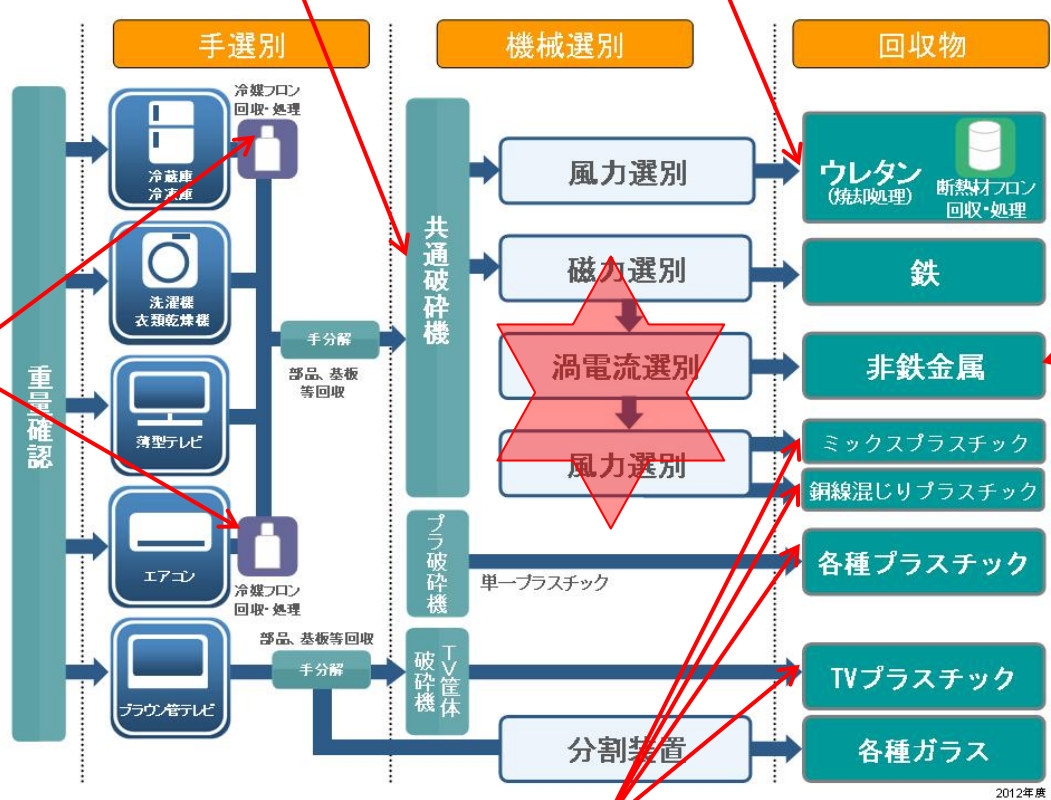 手選別
機械選別
回収物
重量確認
冷蔵庫
冷凍庫
冷媒フロン
回収・処理
洗濯機
衣類乾燥機
薄型テレビ
エアコン
冷媒フロン
回収・処理
ブラウン管テレビ
手分解
部品、基板
等回収
部品、基板等回収
手分解
共通破砕機
プラ破砕機
TV筐体
破砕機
風力選別
磁力選別
渦電流選別
風力選別
単一プラスチック
分割装置
ウレタン
(焼却処理)
断熱材フロン
回収・処理
鉄
非鉄金属
ミックスプラスチック
銅線混じりプラスチック
各種プラスチック
TVプラスチック
各種ガラス
2012年度